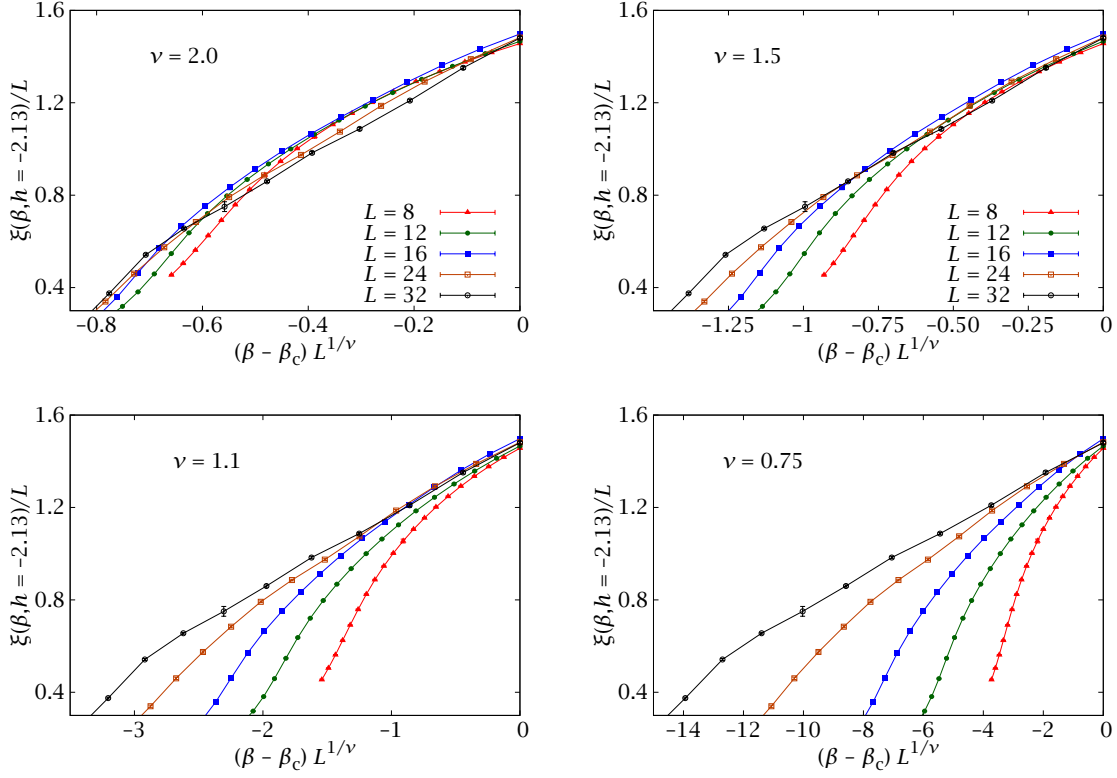 1.6
1.2
0.8
0.4
ξ(β,h = –2.13)/L
ν = 2.0
L = 8
L = 12
L = 16
L = 24
L = 32
–0.8 –0.6 –0.4 –0.2 0
(β – βc) L^1/ν
1.6
1.2
0.8
0.4
ξ(β,h = –2.13)/L
ν = 1.5
L = 8
L = 12
L = 16
L = 24
L = 32
–1.25 –1 –0.75 –0.50 –0.25 0
(β – βc) L^1/ν
1.6
1.2
0.8
0.4
ξ(β,h = –2.13)/L
ν = 1.1
–3 –2 –1 0
(β – βc) L^1/ν
1.6
1.2
0.8
0.4
ξ(β,h = –2.13)/L
ν = 0.75
–14 –12 –10 –8 –6 –4 –2 0
(β – βc) L^1/ν